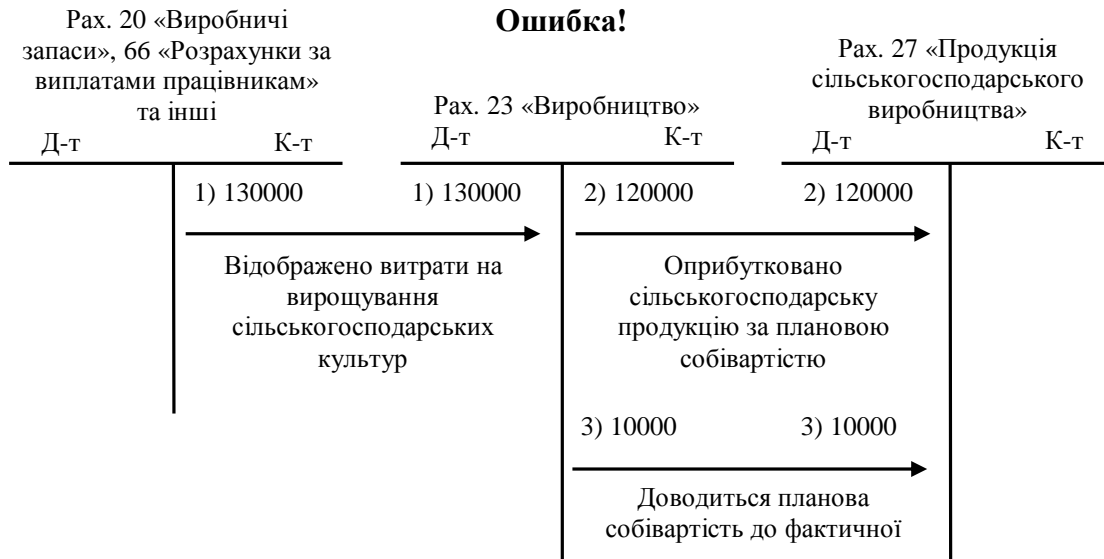 Ошибка!
Рах. 20 «Виробничі
запаси», 66 «Розрахунки за
виплатами працівникам»
та інші
Рах. 23 «Виробництво»
Рах. 27 «Продукція
сільськогосподарського
виробництва»
Д-т К-т Д-т К-т Д-т К-т
1) 130000 1) 130000 2) 120000 2) 120000
Відображено витрати на
вирощування
сільськогосподарських
культур
Оприбутковано
сільськогосподарську
продукцію за плановою
собівартістю
3) 10000 3) 10000
Доводиться планова
собівартість до фактичної